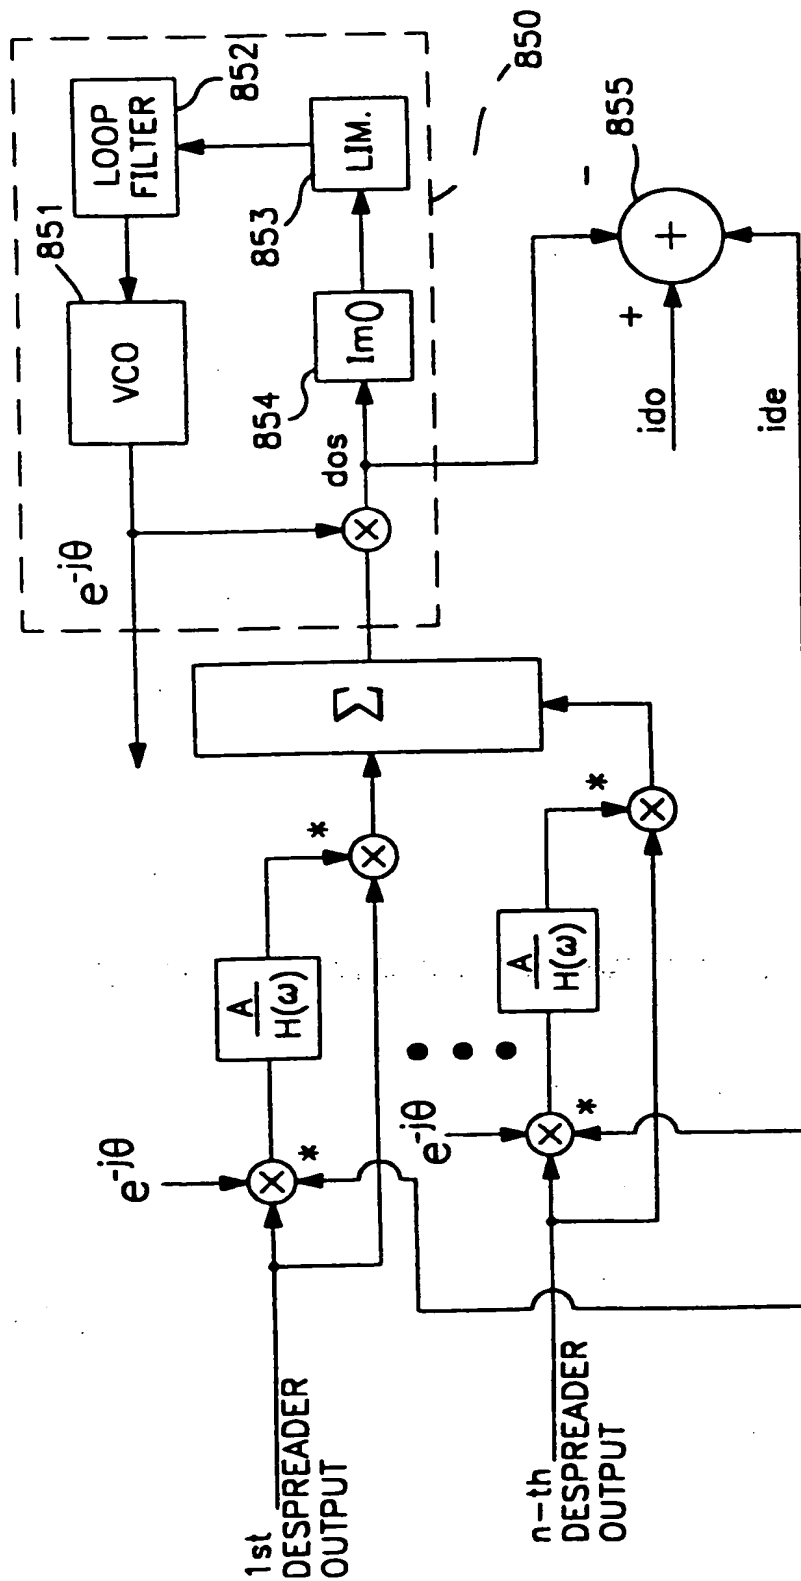 1st
DESPREADER
OUTPUT
n-th
DESPREADER
OUTPUT
e^-jθ
*
A
H(ω)
*
e^-jθ
*
A
H(ω)
*
Σ
e^-jθ
VCO
851
LOOP
FILTER
852
LIM.
853
Im()
854
dos
850
855
+
-
+
ido
ide